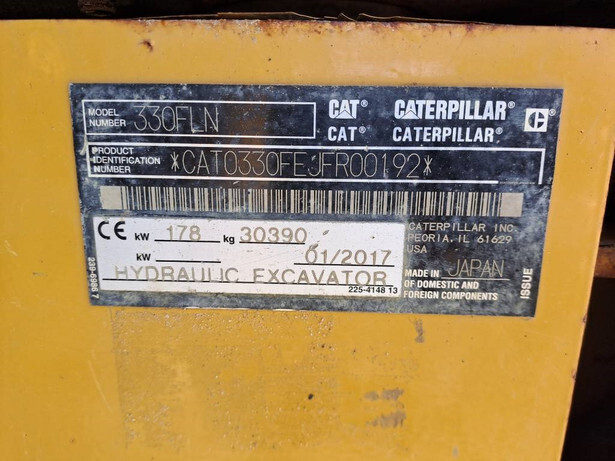 MODEL NUMBER 330FLN
CAT® CATERPILLAR® C
CAT® CATERPILLAR®
PRODUCT IDENTIFICATION NUMBER *CAT0330FEJFR00192*
CE kW 178 kg 30390
kW 01/2017
HYDRAULIC EXCAVATOR
225-4148 13
CATERPILLAR INC.
PEORIA, IL 61629
USA
MADE IN JAPAN
OF DOMESTIC AND
FOREIGN COMPONENTS
ISSUE